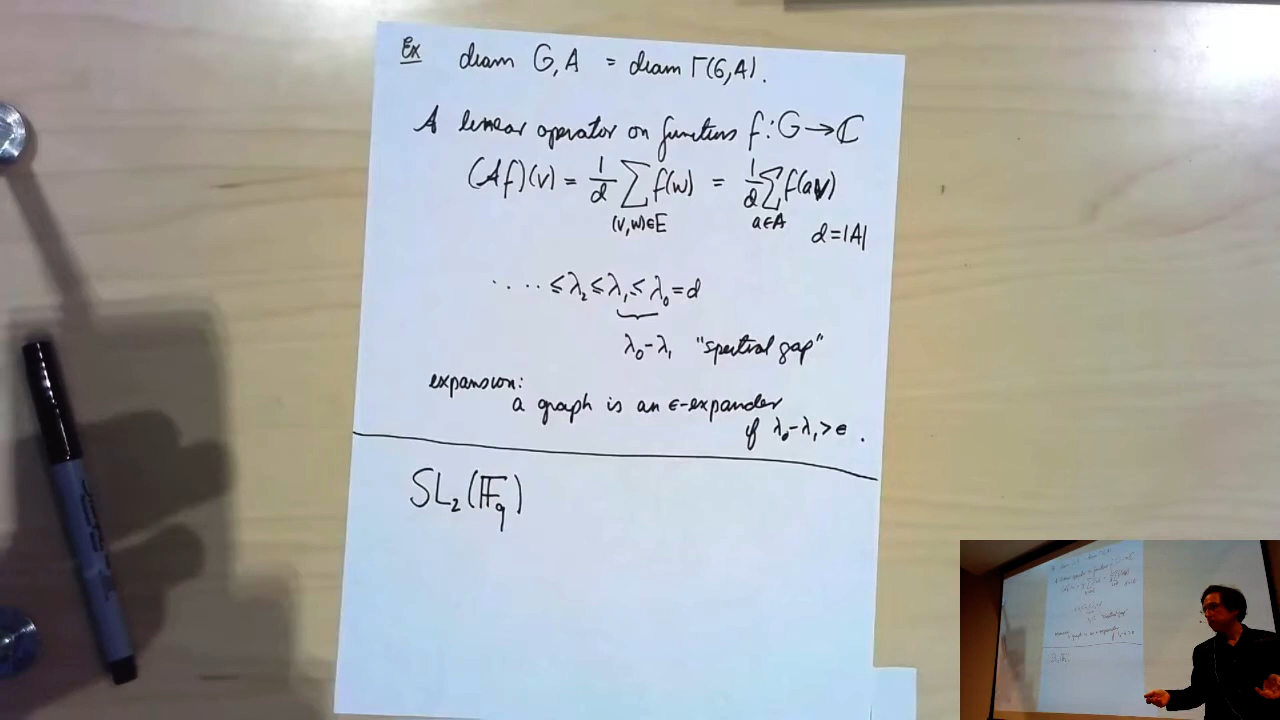 Ex diam G, A = diam Γ(G, A).
A linear operator on functions f: G → ℂ
(Af)(v) = 1/d ∑ f(w) = 1/d ∑ f(av)
(v,w)∈E a∈A d=|A|
.... ≤ λ₂ ≤ λ₁ ≤ λ₀ = d
λ₀ - λ₁ "spectral gap"
expansion:
a graph is an ϵ-expander
if λ₀ - λ₁ > ϵ.
SL₂(𝔽q)